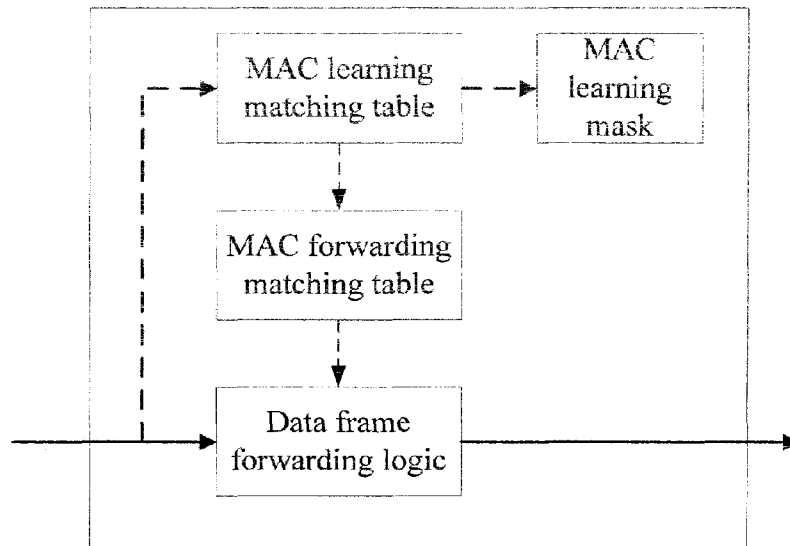 MAC learning
matching table
MAC
learning
mask
MAC forwarding
matching table
Data frame
forwarding logic